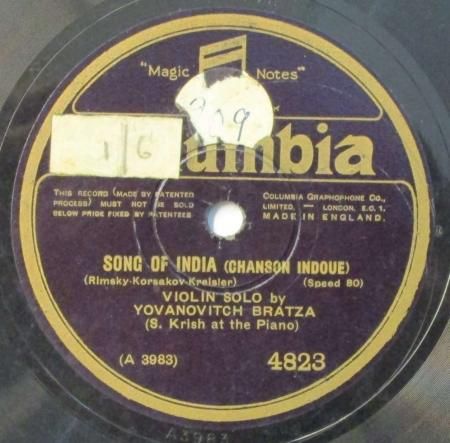 "Magic Notes"
909
1/6
umbia
THIS RECORD (MADE BY PATENTED
PROCESS) MUST NOT BE SOLD
BELOW PRICE FIXED BY PATENTEES
COLUMBIA GRAPHOPHONE CO.,
LIMITED, — LONDON, E.C.1,
MADE IN ENGLAND.
SONG OF INDIA (CHANSON INDOUE)
(Rimsky-Korsakov-Kreisler) (Speed 80)
VIOLIN SOLO by
YOVANOVITCH BRATZA
(S. Krish at the Piano)
(A 3983) 4823
A3983